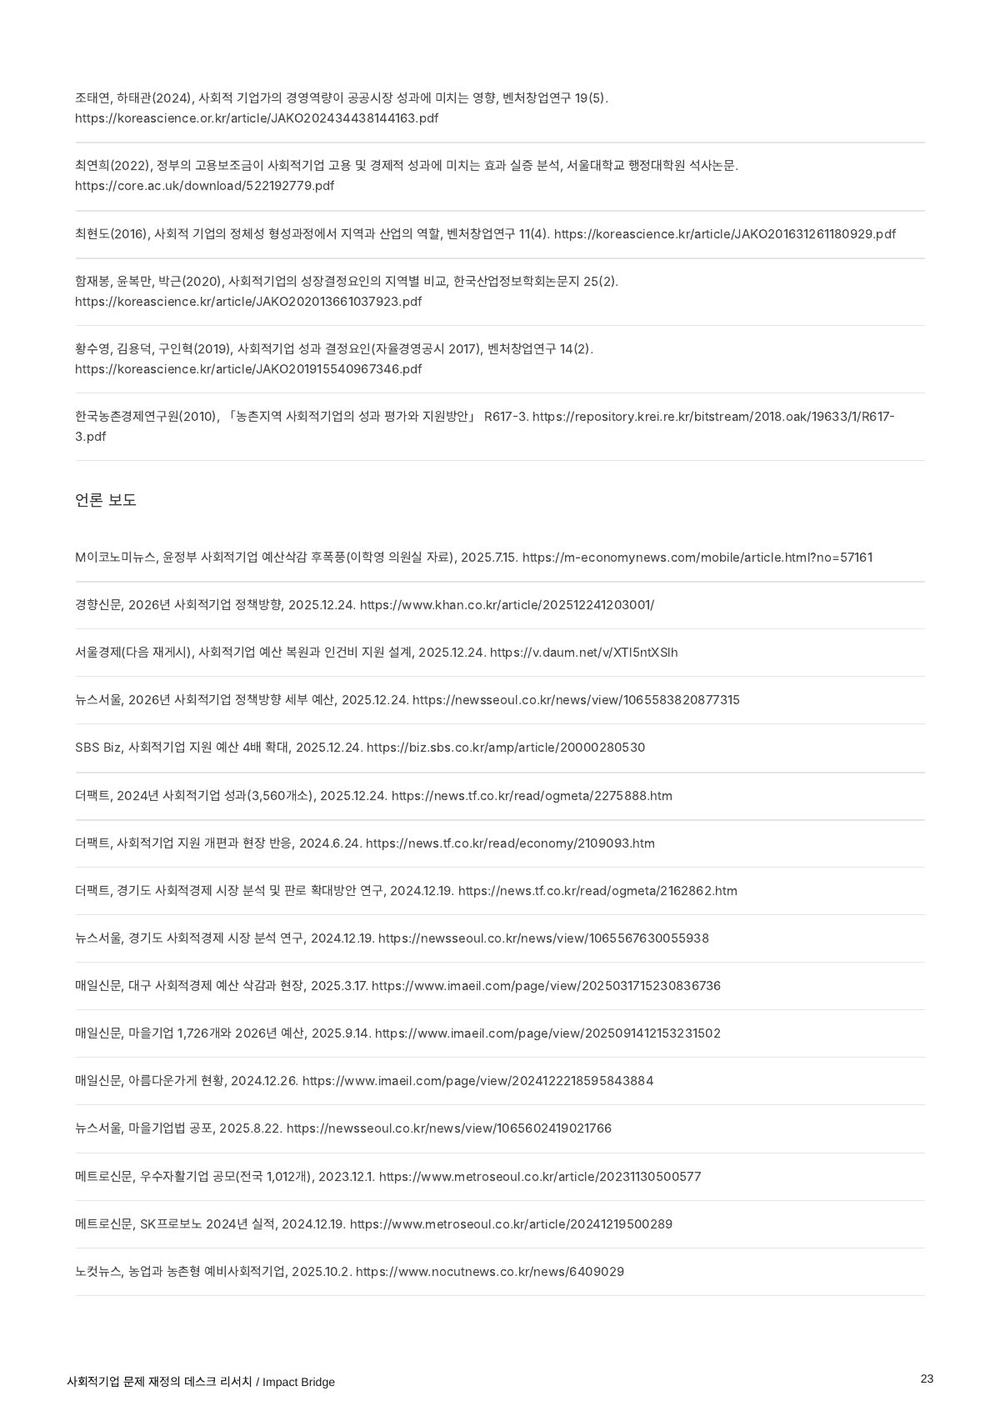 조태연, 하태관(2024), 사회적 기업가의 경영역량이 공공시장 성과에 미치는 영향, 벤처창업연구 19(5).
https://koreascience.or.kr/article/JAKO202434438144163.pdf
최연희(2022), 정부의 고용보조금이 사회적기업 고용 및 경제적 성과에 미치는 효과 실증 분석, 서울대학교 행정대학원 석사논문.
https://core.ac.uk/download/522192779.pdf
최현도(2016), 사회적 기업의 정체성 형성과정에서 지역과 산업의 역할, 벤처창업연구 11(4). https://koreascience.kr/article/JAKO201631261180929.pdf
함재봉, 윤복만, 박근(2020), 사회적기업의 성장결정요인의 지역별 비교, 한국산업정보학회논문지 25(2).
https://koreascience.kr/article/JAKO202013661037923.pdf
황수영, 김용덕, 구인혁(2019), 사회적기업 성과 결정요인(자율경영공시 2017), 벤처창업연구 14(2).
https://koreascience.kr/article/JAKO201915540967346.pdf
한국농촌경제연구원(2010), 「농촌지역 사회적기업의 성과 평가와 지원방안」 R617-3. https://repository.krei.re.kr/bitstream/2018.oak/19633/1/R617-
3.pdf
언론 보도
M이코노미뉴스, 윤정부 사회적기업 예산삭감 후폭풍(이학영 의원실 자료), 2025.7.15. https://m-economynews.com/mobile/article.html?no=57161
경향신문, 2026년 사회적기업 정책방향, 2025.12.24. https://www.khan.co.kr/article/202512241203001/
서울경제(다음 재게시), 사회적기업 예산 복원과 인건비 지원 설계, 2025.12.24. https://v.daum.net/v/XTI5ntXSlh
뉴스서울, 2026년 사회적기업 정책방향 세부 예산, 2025.12.24. https://newsseoul.co.kr/news/view/1065583820877315
SBS Biz, 사회적기업 지원 예산 4배 확대, 2025.12.24. https://biz.sbs.co.kr/amp/article/20000280530
더팩트, 2024년 사회적기업 성과(3,560개소), 2025.12.24. https://news.tf.co.kr/read/ogmeta/2275888.htm
더팩트, 사회적기업 지원 개편과 현장 반응, 2024.6.24. https://news.tf.co.kr/read/economy/2109093.htm
더팩트, 경기도 사회적경제 시장 분석 및 판로 확대방안 연구, 2024.12.19. https://news.tf.co.kr/read/ogmeta/2162862.htm
뉴스서울, 경기도 사회적경제 시장 분석 연구, 2024.12.19. https://newsseoul.co.kr/news/view/1065567630055938
매일신문, 대구 사회적경제 예산 삭감과 현장, 2025.3.17. https://www.imaeil.com/page/view/2025031715230836736
매일신문, 마을기업 1,726개와 2026년 예산, 2025.9.14. https://www.imaeil.com/page/view/2025091412153231502
매일신문, 아름다운가게 현황, 2024.12.26. https://www.imaeil.com/page/view/2024122218595843884
뉴스서울, 마을기업법 공포, 2025.8.22. https://newsseoul.co.kr/news/view/1065602419021766
메트로신문, 우수자활기업 공모(전국 1,012개), 2023.12.1. https://www.metroseoul.co.kr/article/20231130500577
메트로신문, SK프로보노 2024년 실적, 2024.12.19. https://www.metroseoul.co.kr/article/20241219500289
노컷뉴스, 농업과 농촌형 예비사회적기업, 2025.10.2. https://www.nocutnews.co.kr/news/6409029
사회적기업 문제 재정의 데스크 리서치 / Impact Bridge
23